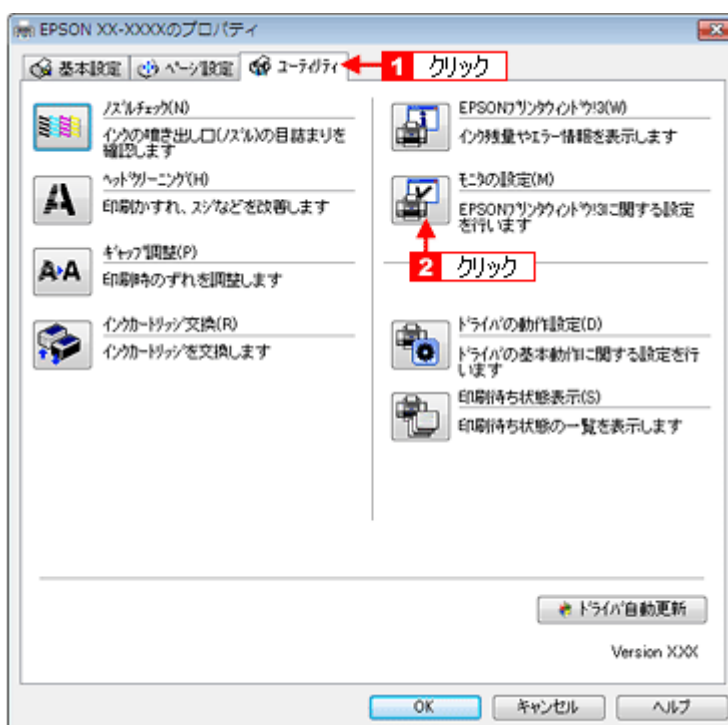 EPSON XX-XXXXのプロパティ
基本設定
ページ設定
ユーティリティ
1 クリック
ノズルチェック(N)
インクの噴き出し口(ノズル)の目詰まりを
確認します
ヘッドクリーニング(H)
印刷かすれ、スジなどを改善します
ギャップ調整(P)
印刷時のずれを調整します
インクカートリッジ交換(R)
インクカートリッジを交換します
EPSONプリンタウィンドウ!3(W)
インク残量やエラー情報を表示します
モニタの設定(M)
EPSONプリンタウィンドウ!3に関する設定
を行います
2 クリック
ドライバの動作設定(D)
ドライバの基本動作に関する設定を行
います
印刷待ち状態表示(S)
印刷待ち状態の一覧を表示します
ドライバ自動更新
Version X.XX
OK
キャンセル
ヘルプ